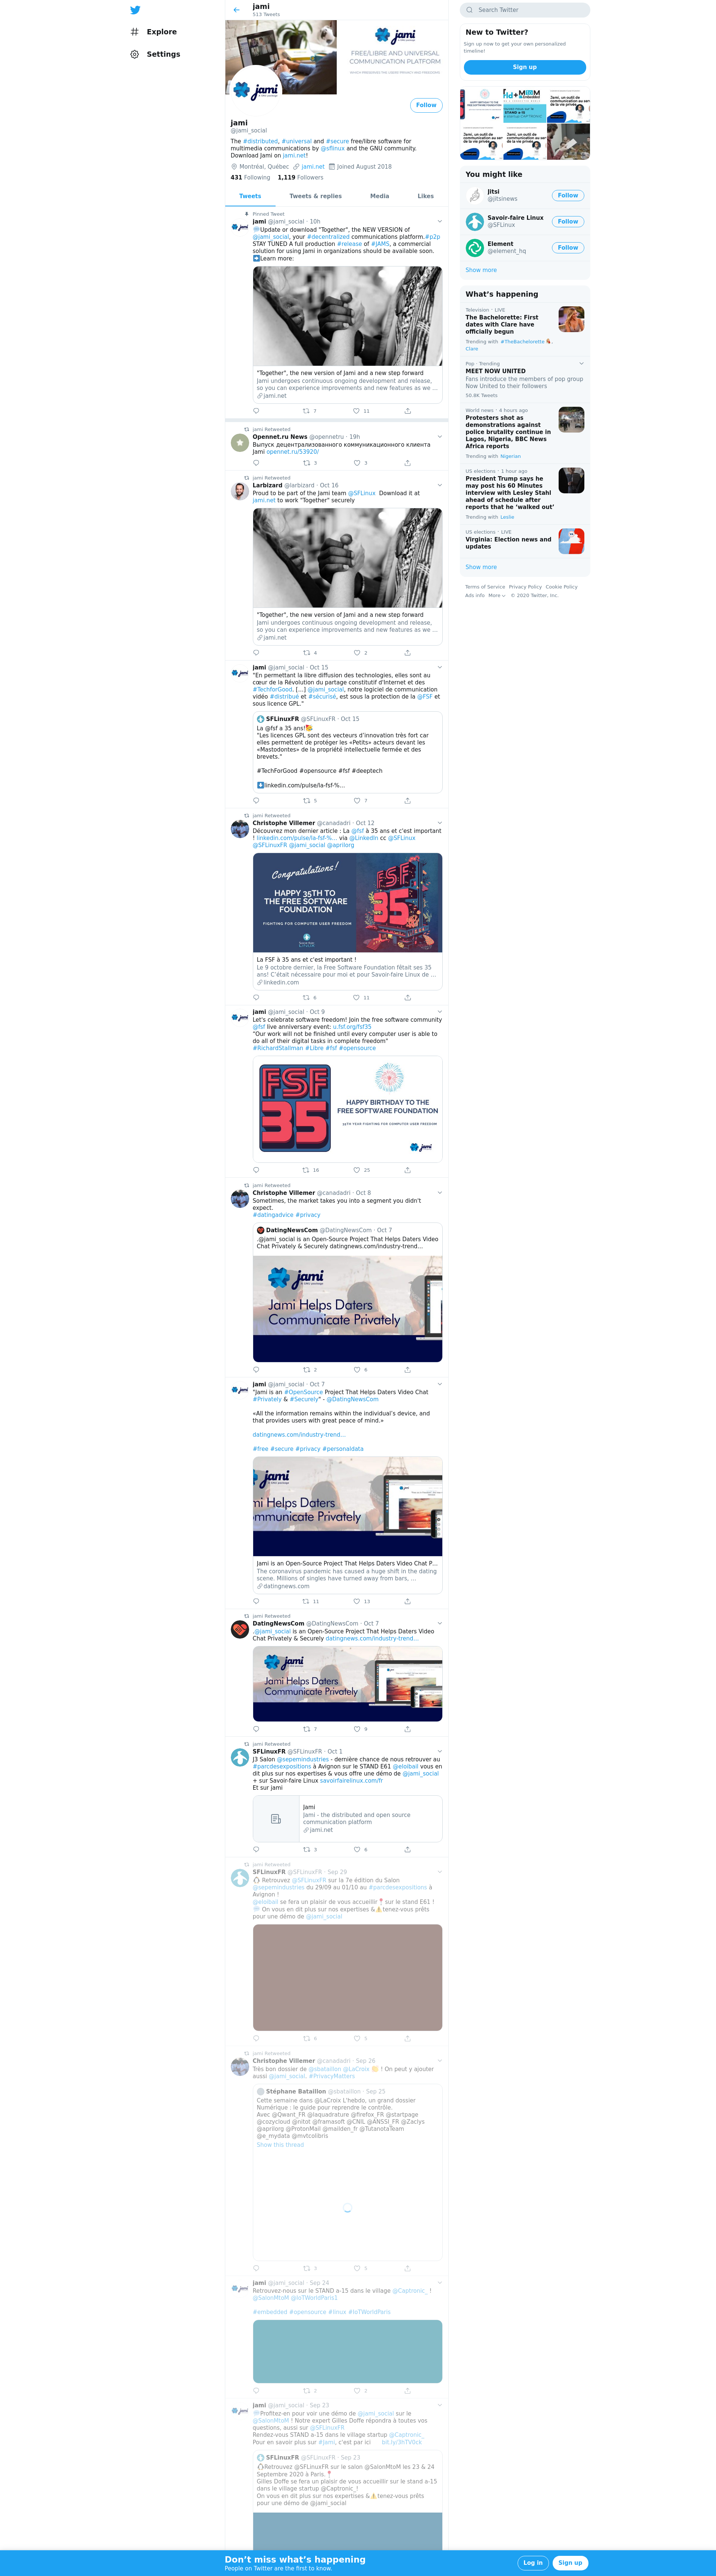 Explore
Settings
jami
513 Tweets
jami
FREE/LIBRE AND UNIVERSAL
COMMUNICATION PLATFORM
Follow
jami
@jami_social
The #distributed, #universal and #secure free/libre software for
multimedia communications by @sflinux and the GNU community.
Download Jami on jami.net!
Montréal, Québec jami.net Joined August 2018
431 Following 1,119 Followers
Tweets Tweets & replies Media Likes
Pinned Tweet
jami @jami_social · 10h
Update or download "Together", the NEW VERSION of
@jami_social, your #decentralized communications platform.#p2p
STAY TUNED A full production #release of #JAMS, a commercial
solution for using Jami in organizations should be available soon.
Learn more:
"Together", the new version of Jami and a new step forward
Jami undergoes continuous ongoing development and release,
so you can experience improvements and new features as we ...
jami.net
7 11
jami Retweeted
Opennet.ru News @opennetru · 19h
Выпуск децентрализованного коммуникационного клиента
Jami opennet.ru/53920/
3 3
jami Retweeted
Larbizard @larbizard · Oct 16
Proud to be part of the Jami team @SFLinux Download it at
jami.net to work "Together" securely
"Together", the new version of Jami and a new step forward
Jami undergoes continuous ongoing development and release,
so you can experience improvements and new features as we ...
jami.net
4 2
jami @jami_social · Oct 15
"En permettant la libre diffusion des technologies, elles sont au
cœur de la Révolution du partage constitutif d'Internet et des
#TechforGood. [...] @jami_social, notre logiciel de communication
vidéo #distribué et #sécurisé, est sous la protection de la @FSF et
sous licence GPL."
SFLinuxFR @SFLinuxFR · Oct 15
La @fsf a 35 ans!
"Les licences GPL sont des vecteurs d'innovation très fort car
elles permettent de protéger les «Petits» acteurs devant les
«Mastodontes» de la propriété intellectuelle fermée et des
brevets."
#TechForGood #opensource #fsf #deeptech
linkedin.com/pulse/la-fsf-%...
5 7
jami Retweeted
Christophe Villemer @canadadri · Oct 12
Découvrez mon dernier article : La @fsf à 35 ans et c'est important
! linkedin.com/pulse/la-fsf-%... via @LinkedIn cc @SFLinux
@SFLinuxFR @jami_social @aprilorg
Congratulations!
HAPPY 35TH TO
THE FREE SOFTWARE
FOUNDATION
FIGHTING FOR COMPUTER USER FREEDOM
La FSF à 35 ans et c'est important !
Le 9 octobre dernier, la Free Software Foundation fêtait ses 35
ans! C'était nécessaire pour moi et pour Savoir-faire Linux de ...
linkedin.com
6 11
jami @jami_social · Oct 9
Let's celebrate software freedom! Join the free software community
@fsf live anniversary event: u.fsf.org/fsf35
"Our work will not be finished until every computer user is able to
do all of their digital tasks in complete freedom"
#RichardStallman #Libre #fsf #opensource
FSF
35
HAPPY BIRTHDAY TO THE
FREE SOFTWARE FOUNDATION
35TH YEAR FIGHTING FOR COMPUTER USER FREEDOM
jami
16 25
jami Retweeted
Christophe Villemer @canadadri · Oct 8
Sometimes, the market takes you into a segment you didn't
expect.
#datingadvice #privacy
DatingNewsCom @DatingNewsCom · Oct 7
.@jami_social is an Open-Source Project That Helps Daters Video
Chat Privately & Securely datingnews.com/industry-trend...
jami
Jami Helps Daters
Communicate Privately
2 6
jami @jami_social · Oct 7
"Jami is an #OpenSource Project That Helps Daters Video Chat
#Privately & #Securely" - @DatingNewsCom
«All the information remains within the individual's device, and
that provides users with great peace of mind.»
datingnews.com/industry-trend...
#free #secure #privacy #personaldata
jami
mi Helps Daters
mmunicate Privately
Jami is an Open-Source Project That Helps Daters Video Chat P...
The coronavirus pandemic has caused a huge shift in the dating
scene. Millions of singles have turned away from bars, ...
datingnews.com
11 13
jami Retweeted
DatingNewsCom @DatingNewsCom · Oct 7
.@jami_social is an Open-Source Project That Helps Daters Video
Chat Privately & Securely datingnews.com/industry-trend...
jami
Jami Helps Daters
Communicate Privately
7 9
jami Retweeted
SFLinuxFR @SFLinuxFR · Oct 1
J3 Salon @sepemindustries - dernière chance de nous retrouver au
#parcdesexpositions à Avignon sur le STAND E61 @eloiball vous en
dit plus sur nos expertises & vous offre une démo de @jami_social
+ sur Savoir-faire Linux savoirfairelinux.com/fr
Et sur jami
Jami
Jami - the distributed and open source
communication platform
jami.net
3 6
jami Retweeted
SFLinuxFR @SFLinuxFR · Sep 29
Retrouvez @SFLinuxFR sur la 7e édition du Salon
@sepemindustries du 29/09 au 01/10 au #parcdesexpositions à
Avignon !
@eloiball se fera un plaisir de vous accueillir sur le stand E61 !
On vous en dit plus sur nos expertises & tenez-vous prêts
pour une démo de @jami_social
jami Retweeted
Christophe Villemer @canadadri · Sep 26
Très bon dossier de @sbataillon @LaCroix ! On peut y ajouter
aussi @jami_social. #PrivacyMatters
Stéphane Bataillon @sbataillon · Sep 25
Cette semaine dans @LaCroix L'hebdo, un grand dossier
Numérique : le guide pour reprendre le contrôle.
Avec @Qwant_FR @laquadrature @firefox_FR @startpage
@cozycloud @nitot @framasoft @CNIL @ANSSI_FR @Zaclys
@aprilorg @ProtonMail @mailden_fr @TutanotaTeam
@e_mydata @mvtcolibris
Show this thread
jami @jami_social · Sep 24
Retrouvez-nous sur le STAND a-15 dans le village @Captronic_ !
@SalonMtoM @IoTWorldParis1
#embedded #opensource #linux #IoTWorldParis
jami @jami_social · Sep 23
Profitez-en pour voir une démo de @jami_social sur le
@SalonMtoM ! Notre expert Gilles Doffe répondra à toutes vos
questions, aussi sur @SFLinuxFR
Rendez-vous STAND a-15 dans le village startup @Captronic_
Pour en savoir plus sur #Jami, c'est par ici
SFLinuxFR @SFLinuxFR · Sep 23
Retrouvez @SFLinuxFR sur le salon @SalonMtoM les 23 & 24
Septembre 2020 à Paris.
Gilles Doffe se fera un plaisir de vous accueillir sur le stand a-15
dans le village startup @Captronic_!
On vous en dit plus sur nos expertises & tenez-vous prêts
pour une démo de @jami_social
Search Twitter
New to Twitter?
Sign up now to get your own personalized
timeline!
Sign up
You might like
Jitsi
@jitsinews
Follow
Savoir-faire Linux
@SFLinux
Follow
Element
@element_hq
Follow
Show more
What's happening
Television · LIVE
The Bachelorette: First
dates with Clare have
officially begun
Trending with #TheBachelorette,
Clare
Pop · Trending
MEET NOW UNITED
Fans introduce the members of pop group
Now United to their followers
50.9K Tweets
World news · 4 hours ago
Protesters shot as
demonstrations against
police brutality continue in
Lagos, Nigeria, BBC News
Africa reports
Trending with Nigerian
US elections · 1 hour ago
President Trump says he
may post his 60 Minutes
interview with Lesley Stahl
ahead of schedule after
reports that he 'walked out'
Trending with Leslie
US elections · LIVE
Virginia: Election news and
updates
Show more
Terms of Service Privacy Policy Cookie Policy
Ads info More © 2020 Twitter, Inc.
Don't miss what's happening
People on Twitter are the first to know.
Log in Sign up